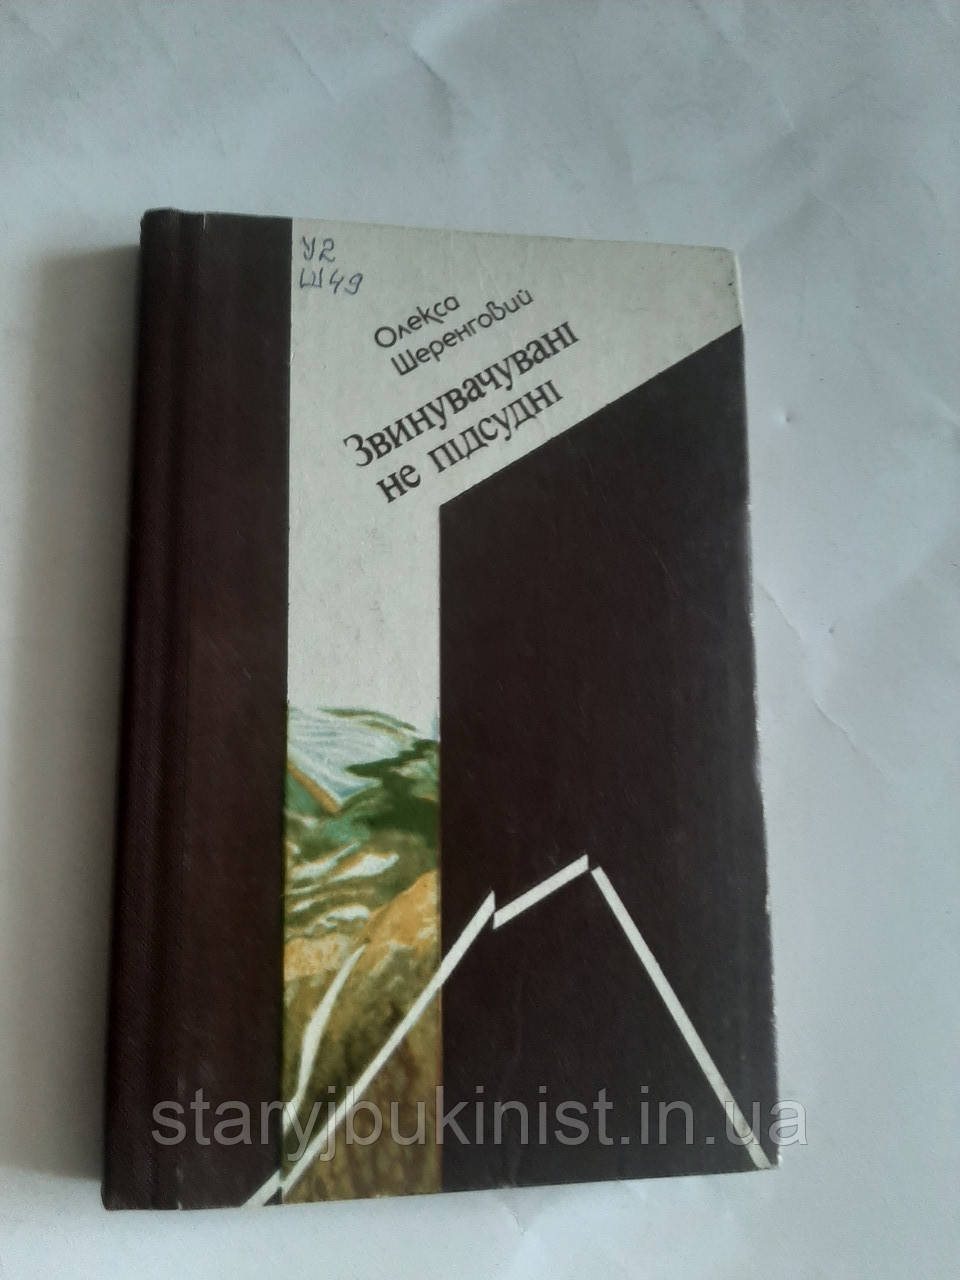 У2
Ш49
Олекса
Шеренговий
Звинувачувані
не підсудні
staryjbukinist.in.ua